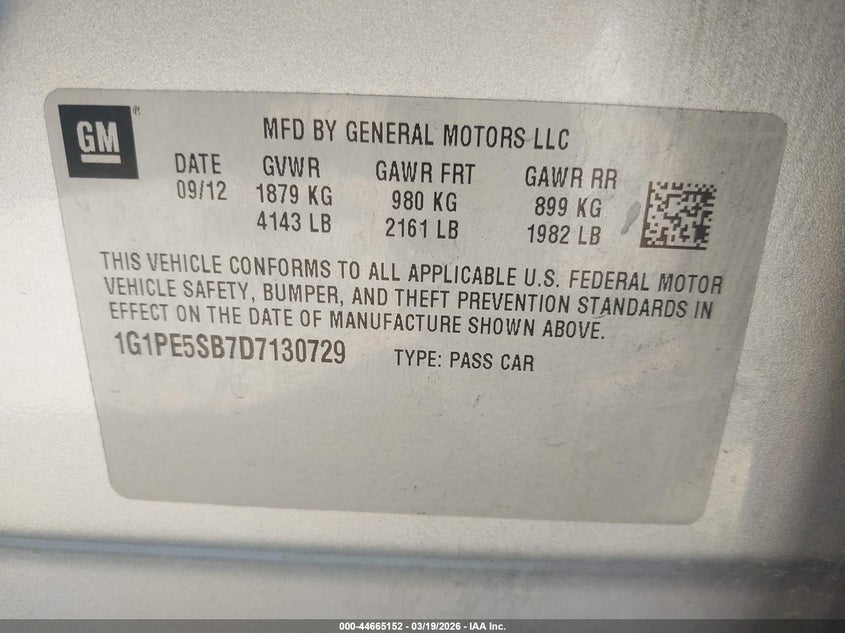 GM ®
MFD BY GENERAL MOTORS LLC
DATE GVWR GAWR FRT GAWR RR
09/12 1879 KG 980 KG 899 KG
4143 LB 2161 LB 1982 LB
THIS VEHICLE CONFORMS TO ALL APPLICABLE U.S. FEDERAL MOTOR
VEHICLE SAFETY, BUMPER, AND THEFT PREVENTION STANDARDS IN
EFFECT ON THE DATE OF MANUFACTURE SHOWN ABOVE.
1G1PE5SB7D7130729 TYPE: PASS CAR
000-44665152 — 03/19/2026 — IAA Inc.